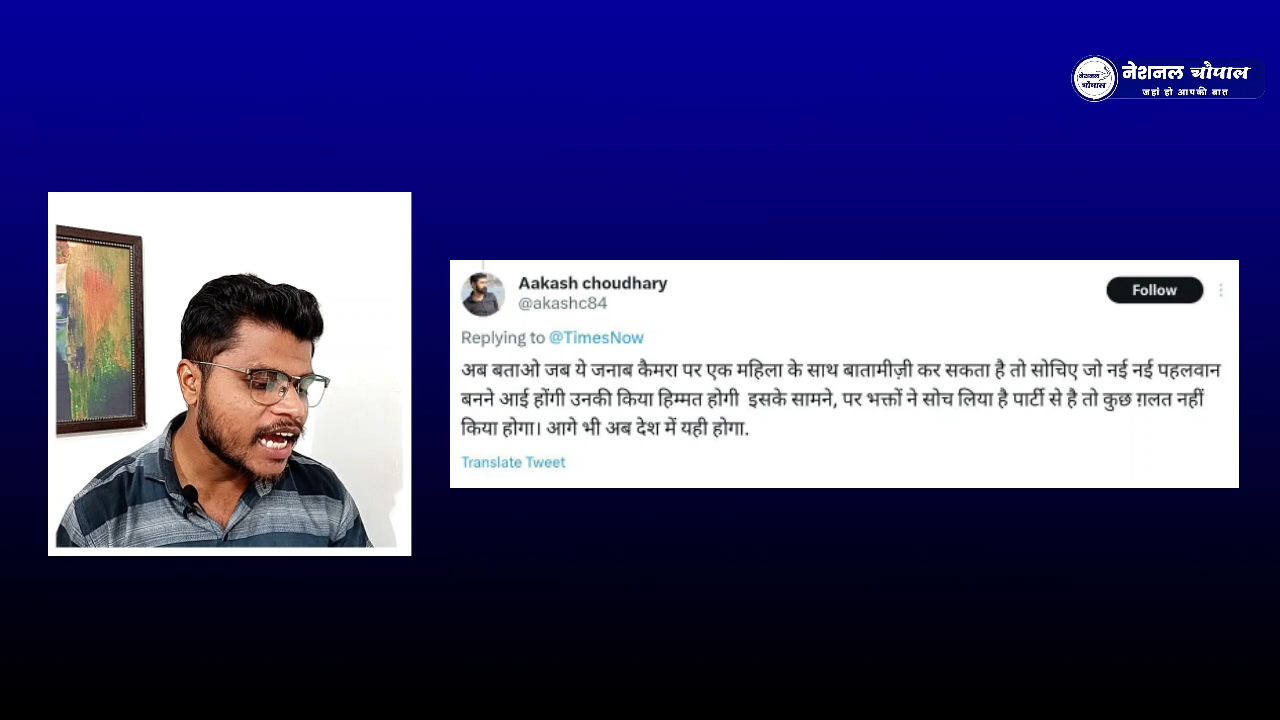 नेशनल चौपाल
नेशनल चौपाल
जहां हो आपकी बात
Aakash choudhary
@akashc84
Follow
Replying to @TimesNow
अब बताओ जब ये जनाब कैमरा पर एक महिला के साथ बातामीज़ी कर सकता है तो सोचिए जो नई नई पहलवान
बनने आई होंगी उनकी किया हिम्मत होगी इसके सामने, पर भक्तों ने सोच लिया है पार्टी से है तो कुछ ग़लत नहीं
किया होगा। आगे भी अब देश में यही होगा.
Translate Tweet